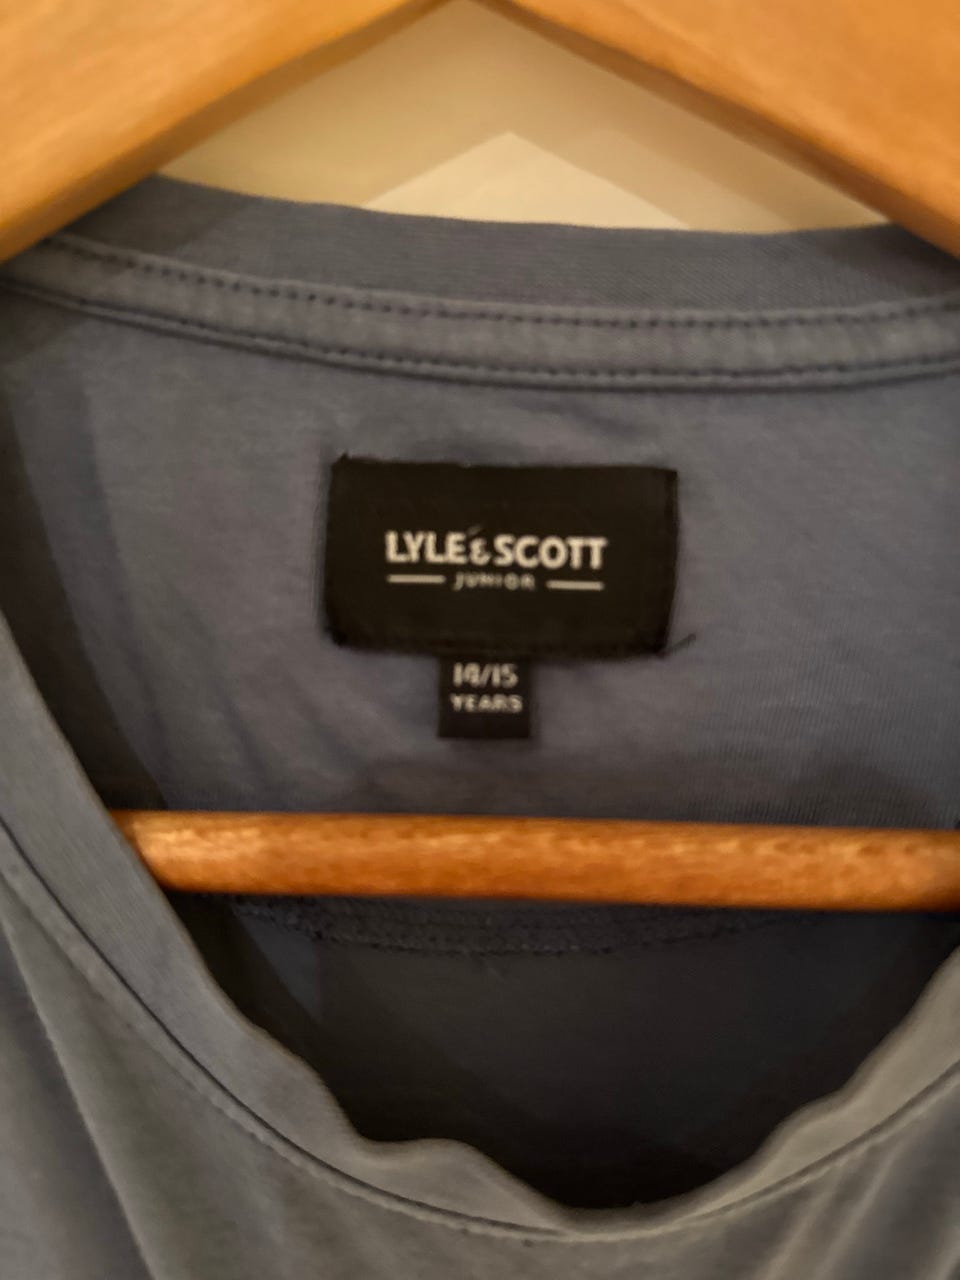 LYLE & SCOTT
JUNIOR
14/15
YEARS